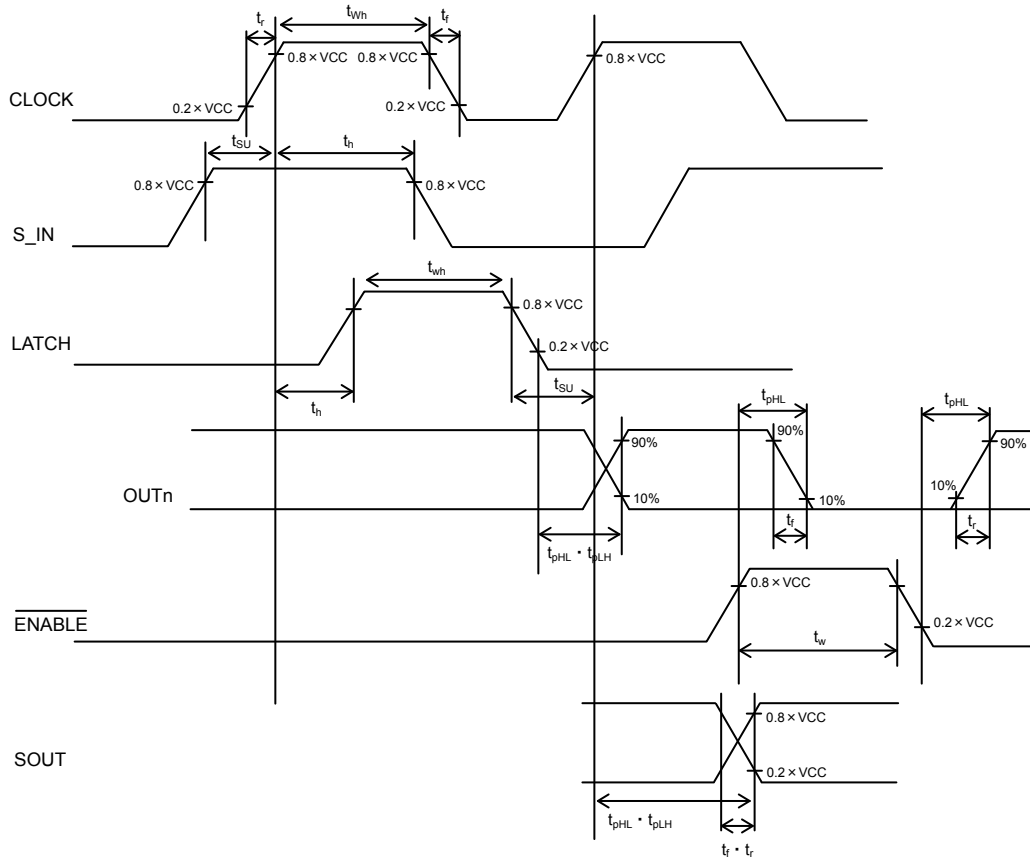 tr
tWh
tf
0.8×VCC 0.8×VCC
0.8×VCC
CLOCK
0.2×VCC
0.2×VCC
tSU
th
0.8×VCC
0.8×VCC
S_IN
twh
0.8×VCC
LATCH
0.2×VCC
th
tSU
tpHL
tpHL
90%
90%
90%
OUTn
10%
10%
10%
tf
tr
tpHL・tpLH
0.8×VCC
ENABLE
0.2×VCC
tw
0.8×VCC
SOUT
0.2×VCC
tpHL・tpLH
tf・tr